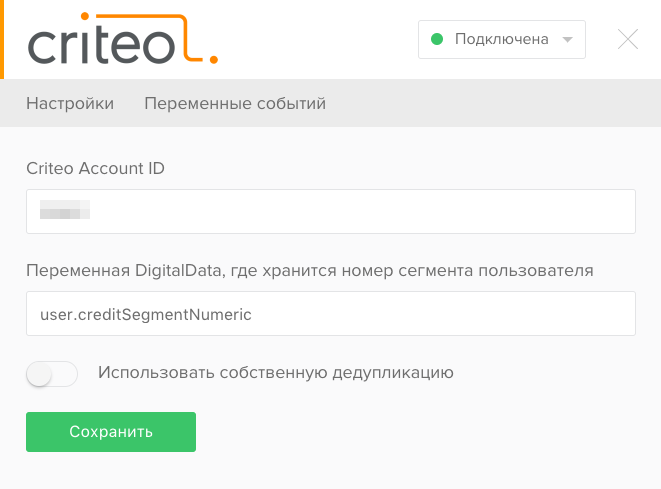 criteo
Подключена
Настройки Переменные событий
Criteo Account ID
Переменная DigitalData, где хранится номер сегмента пользователя
user.creditSegmentNumeric
Использовать собственную дедупликацию
Сохранить